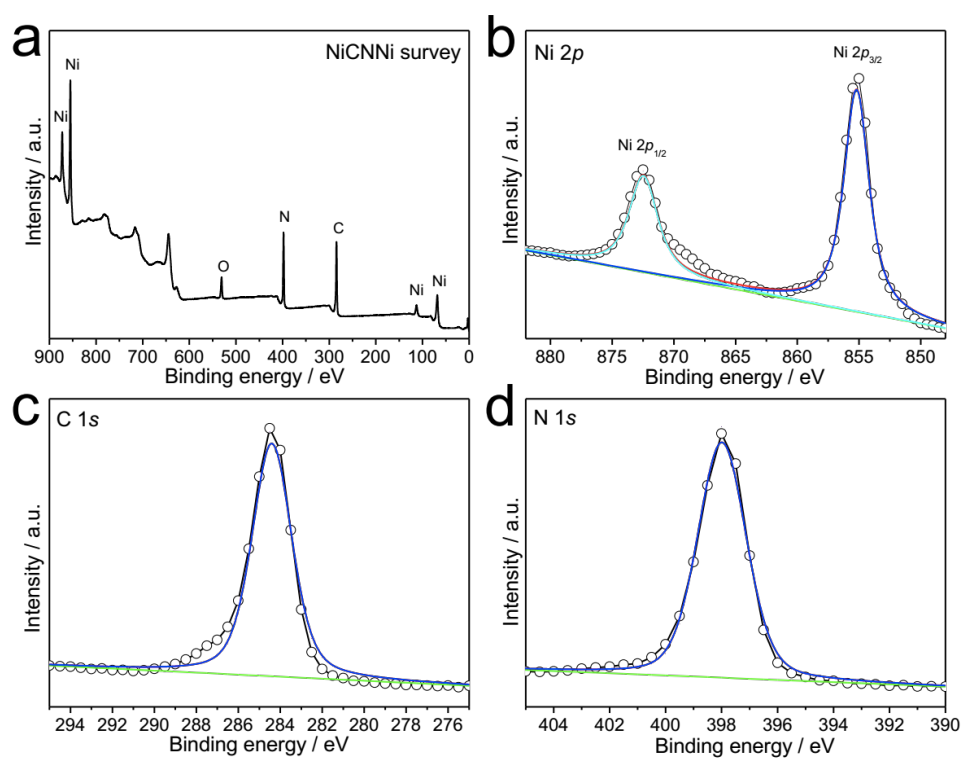 a
NiCNNi survey
Ni
Ni
O
N
C
Ni
Ni
Intensity / a.u.
900 800 700 600 500 400 300 200 100 0
Binding energy / eV
b
Ni 2p
Ni 2p3/2
Ni 2p1/2
Intensity / a.u.
880 875 870 865 860 855 850
Binding energy / eV
c
C 1s
Intensity / a.u.
294 292 290 288 286 284 282 280 278 276
Binding energy / eV
d
N 1s
Intensity / a.u.
404 402 400 398 396 394 392 390
Binding energy / eV